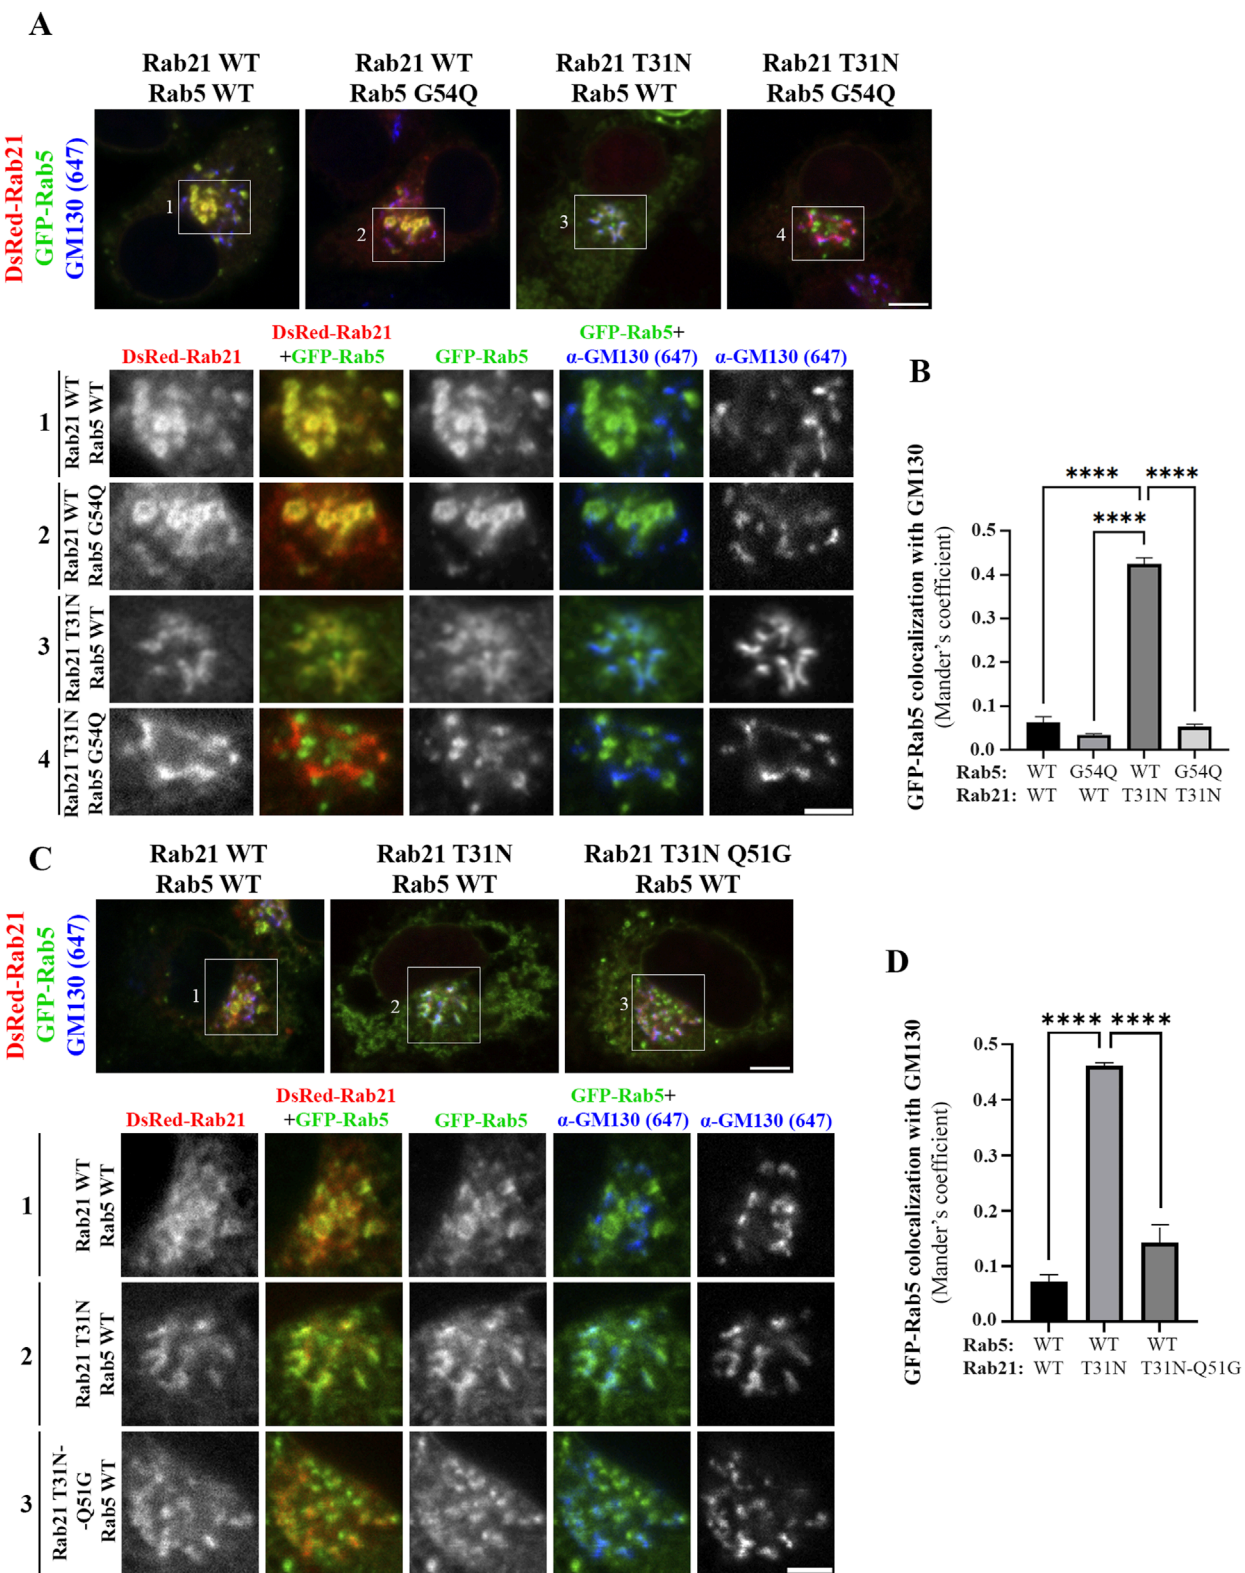 A
Rab21 WT
Rab5 WT
Rab21 WT
Rab5 G54Q
Rab21 T31N
Rab5 WT
Rab21 T31N
Rab5 G54Q
DsRed-Rab21
GFP-Rab5
GM130 (647)
1
2
3
4
DsRed-Rab21
DsRed-Rab21
+GFP-Rab5
GFP-Rab5
GFP-Rab5+
α-GM130 (647)
α-GM130 (647)
1
Rab21 WT
Rab5 WT
2
Rab21 WT
Rab5 G54Q
3
Rab21 T31N
Rab5 WT
4
Rab21 T31N
Rab5 G54Q
B
GFP-Rab5 colocalization with GM130
(Mander's coefficient)
**** ****
****
0.5
0.4
0.3
0.2
0.1
0.0
Rab5: WT G54Q WT G54Q
Rab21: WT WT T31N T31N
C
Rab21 WT
Rab5 WT
Rab21 T31N
Rab5 WT
Rab21 T31N Q51G
Rab5 WT
DsRed-Rab21
GFP-Rab5
GM130 (647)
1
2
3
DsRed-Rab21
DsRed-Rab21
+GFP-Rab5
GFP-Rab5
GFP-Rab5+
α-GM130 (647)
α-GM130 (647)
1
Rab21 WT
Rab5 WT
2
Rab21 T31N
Rab5 WT
3
Rab21 T31N-
-Q51G
Rab5 WT
D
GFP-Rab5 colocalization with GM130
(Mander's coefficient)
**** ****
0.5
0.4
0.3
0.2
0.1
0.0
Rab5: WT WT WT
Rab21: WT T31N T31N-Q51G